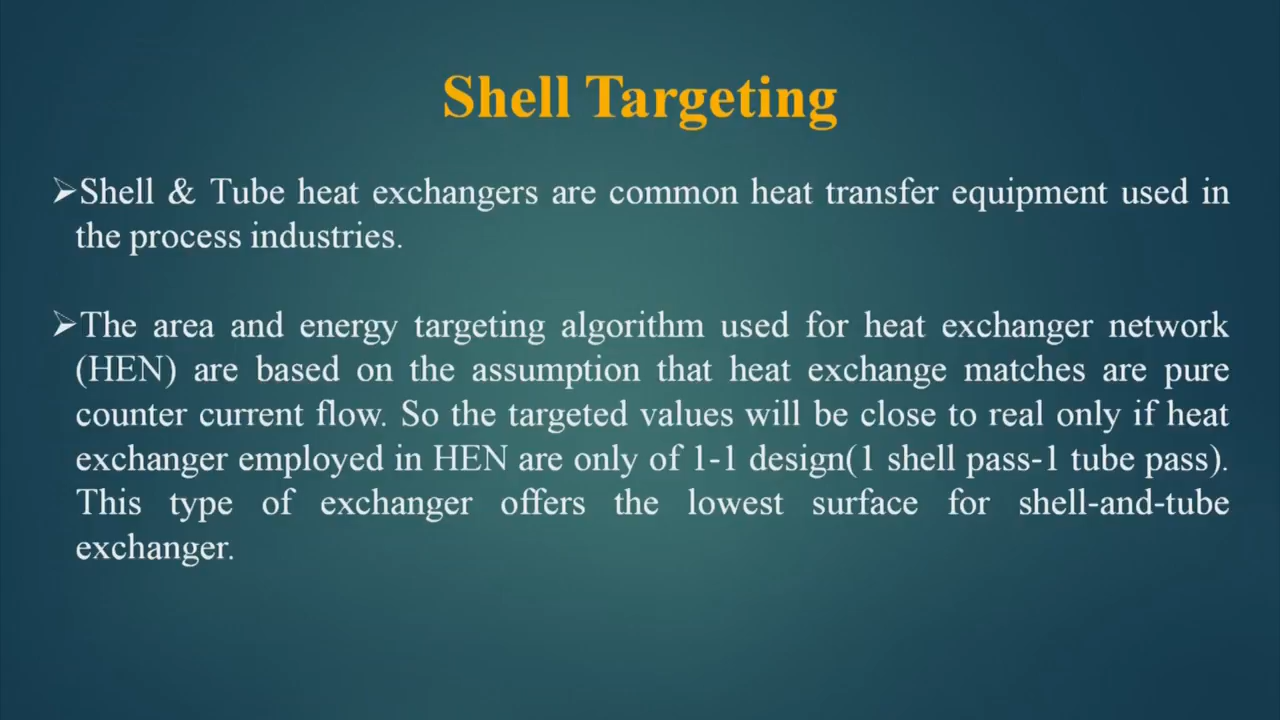 Shell Targeting
➢Shell & Tube heat exchangers are common heat transfer equipment used in
the process industries.
➢The area and energy targeting algorithm used for heat exchanger network
(HEN) are based on the assumption that heat exchange matches are pure
counter current flow. So the targeted values will be close to real only if heat
exchanger employed in HEN are only of 1-1 design(1 shell pass-1 tube pass).
This type of exchanger offers the lowest surface for shell-and-tube
exchanger.